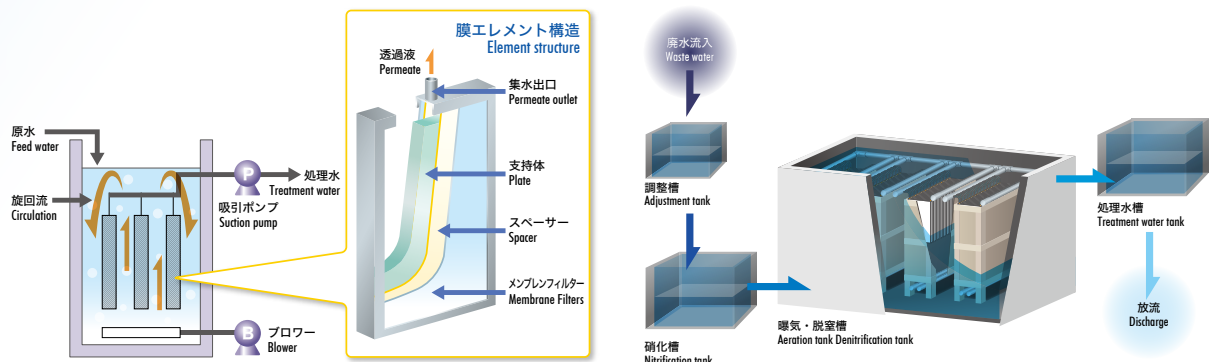 膜エレメント構造
Element structure
透過液
Permeate
集水出口
Permeate outlet
支持体
Plate
スペーサー
Spacer
メンブレンフィルター
Membrane Filters
原水
Feed water
旋回流
Circulation
P
処理水
Treatment water
吸引ポンプ
Suction pump
B
ブロワー
Blower
廃水流入
Waste water
調整槽
Adjustment tank
硝化槽
Nitrification tank
曝気・脱窒槽
Aeration tank Denitrification tank
処理水槽
Treatment water tank
放流
Discharge